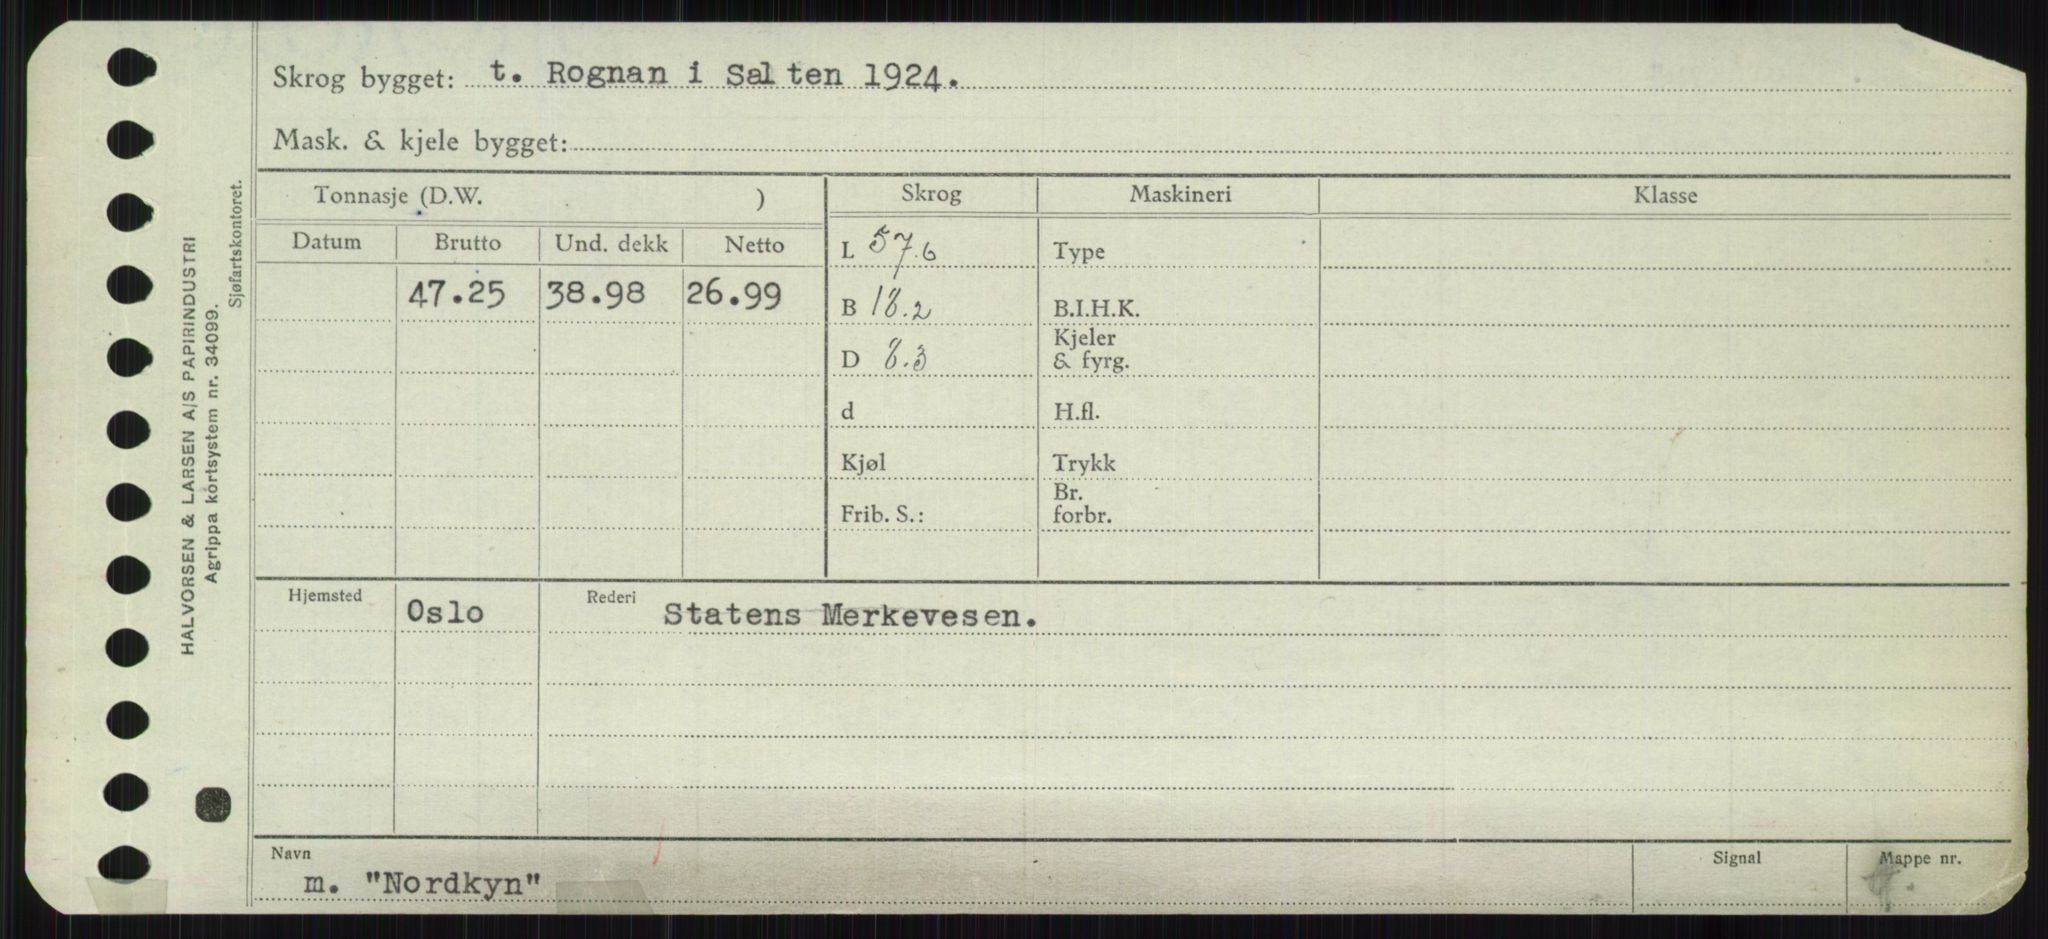 Skrog bygget: t. Rognan i Salten 1924.
Mask. & kjele bygget:
Tonnasje (D.W. ) Skrog Maskineri Klasse
Datum Brutto Und. dekk Netto
47.25 38.98 26.99
L 57.6 Type
B 18.2 B.I.H.K.
D 8.3 Kjeler & fyrg.
d H.fl.
Kjøl Trykk
Frib. S.: Br. forbr.
Hjemsted Oslo Rederi Statens Merkevesen.
Navn Signal Mappe nr.
m. "Nordkyn"
HALVORSEN & LARSEN A/S PAPIRINDUSTRI
Agrippa kortsystem nr. 34099.
Sjøfartskontoret.